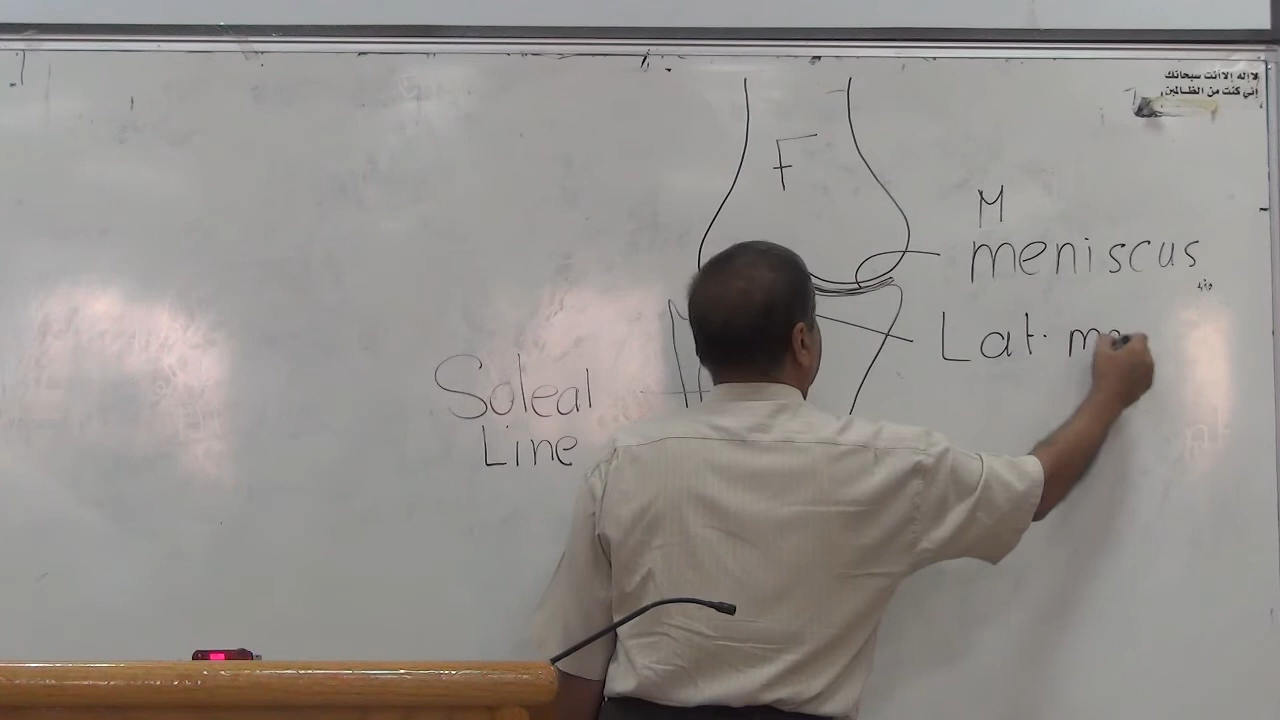 لا إله إلا أنت سبحانك
إني كنت من الظالمين
F
M
meniscus
Lat. m
Soleal
Line